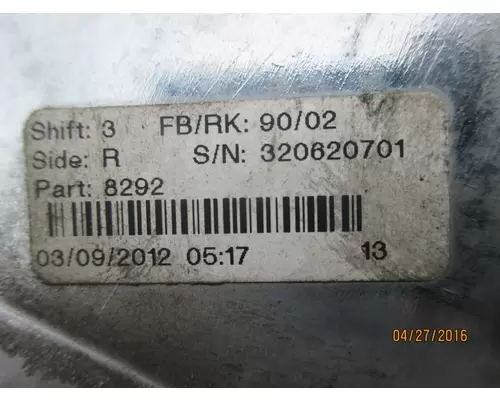 Shift: 3 FB/RK: 90/02
Side: R S/N: 320620701
Part: 8292
03/09/2012 05:17 13
04/27/2016